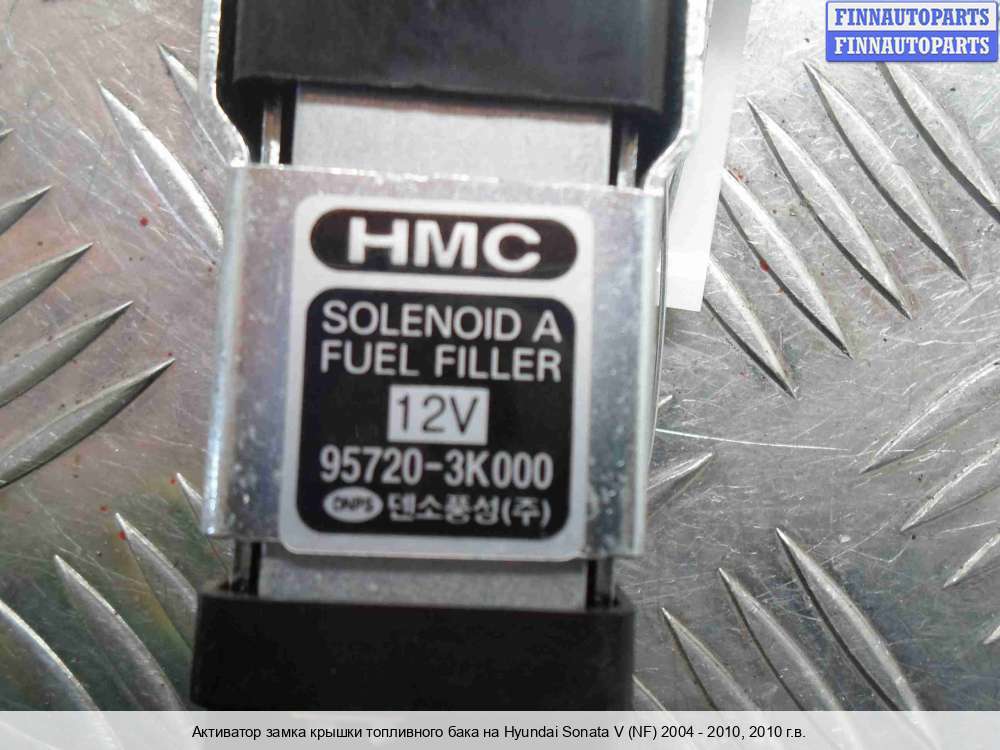 FINNAUTOPARTS
FINNAUTOPARTS
HMC
SOLENOID A
FUEL FILLER
12V
95720-3K000
DNPS 덴소풍성(주)
Активатор замка крышки топливного бака на Hyundai Sonata V (NF) 2004 - 2010, 2010 г.в.